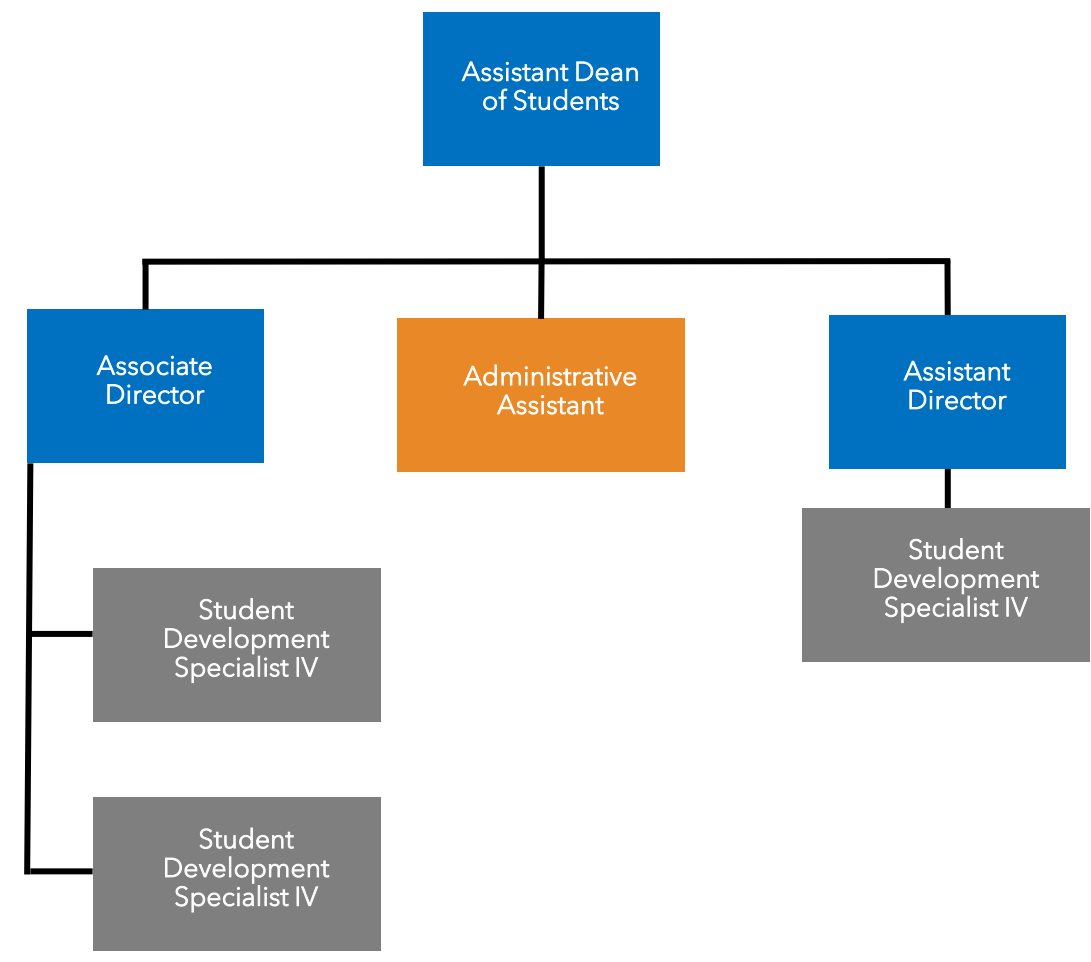 Assistant Dean
of Students
Associate
Director
Administrative
Assistant
Assistant
Director
Student
Development
Specialist IV
Student
Development
Specialist IV
Student
Development
Specialist IV